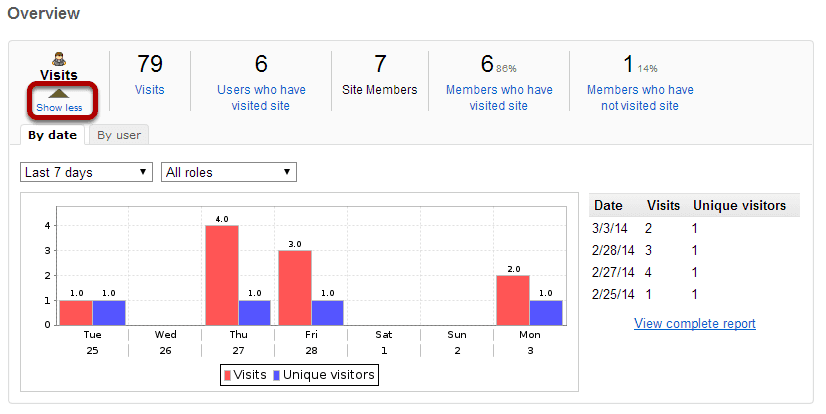 Overview
Visits
Show less
79
Visits
6
Users who have
visited site
7
Site Members
6 86%
Members who have
visited site
1 14%
Members who have
not visited site
By date
By user
Last 7 days
All roles
4
3
2
1
0
1.0 1.0 4.0 1.0 3.0 1.0 2.0 1.0
Tue Wed Thu Fri Sat Sun Mon
25 26 27 28 1 2 3
Visits Unique visitors
Date Visits Unique visitors
3/3/14 2 1
2/28/14 3 1
2/27/14 4 1
2/25/14 1 1
View complete report